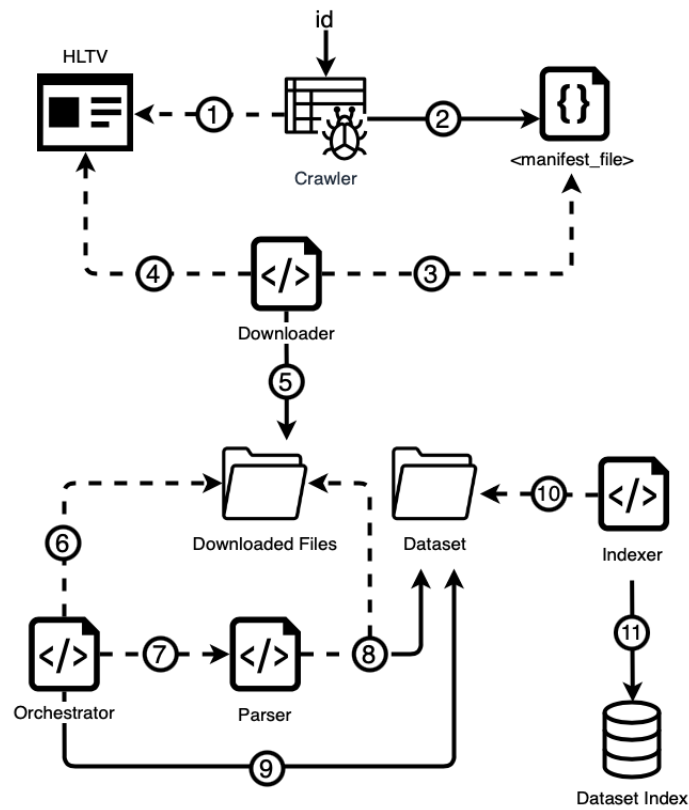 id
HLTV
1
2
{}
Crawler
<manifest_file>
4
</>
3
Downloader
5
10
</>
Downloaded Files
Dataset
Indexer
6
</>
7
</>
8
11
Orchestrator
Parser
9
Dataset Index